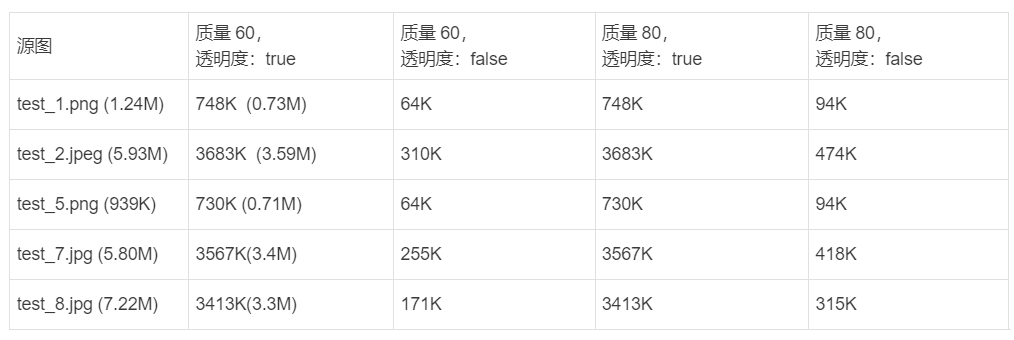 源图 质量 60， 质量 60， 质量 80， 质量 80，
透明度：true 透明度：false 透明度：true 透明度：false
test_1.png (1.24M) 748K  (0.73M) 64K 748K 94K
test_2.jpeg (5.93M) 3683K  (3.59M) 310K 3683K 474K
test_5.png (939K) 730K (0.71M) 64K 730K 94K
test_7.jpg (5.80M) 3567K(3.4M) 255K 3567K 418K
test_8.jpg (7.22M) 3413K(3.3M) 171K 3413K 315K